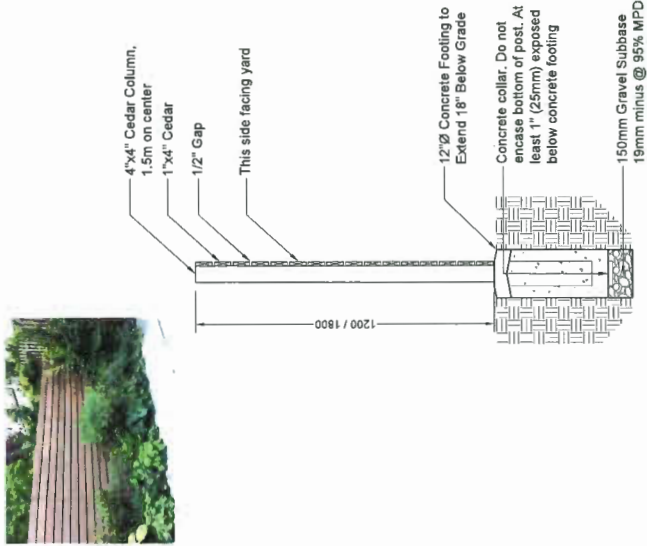 4"x4" Cedar Column,
1.5m on center
1"x4" Cedar
1/2" Gap
This side facing yard
1200 / 1800
12"Ø Concrete Footing to
Extend 18" Below Grade
Concrete collar. Do not
encase bottom of post. At
least 1" (25mm) exposed
below concrete footing
150mm Gravel Subbase
19mm minus @ 95% MPD